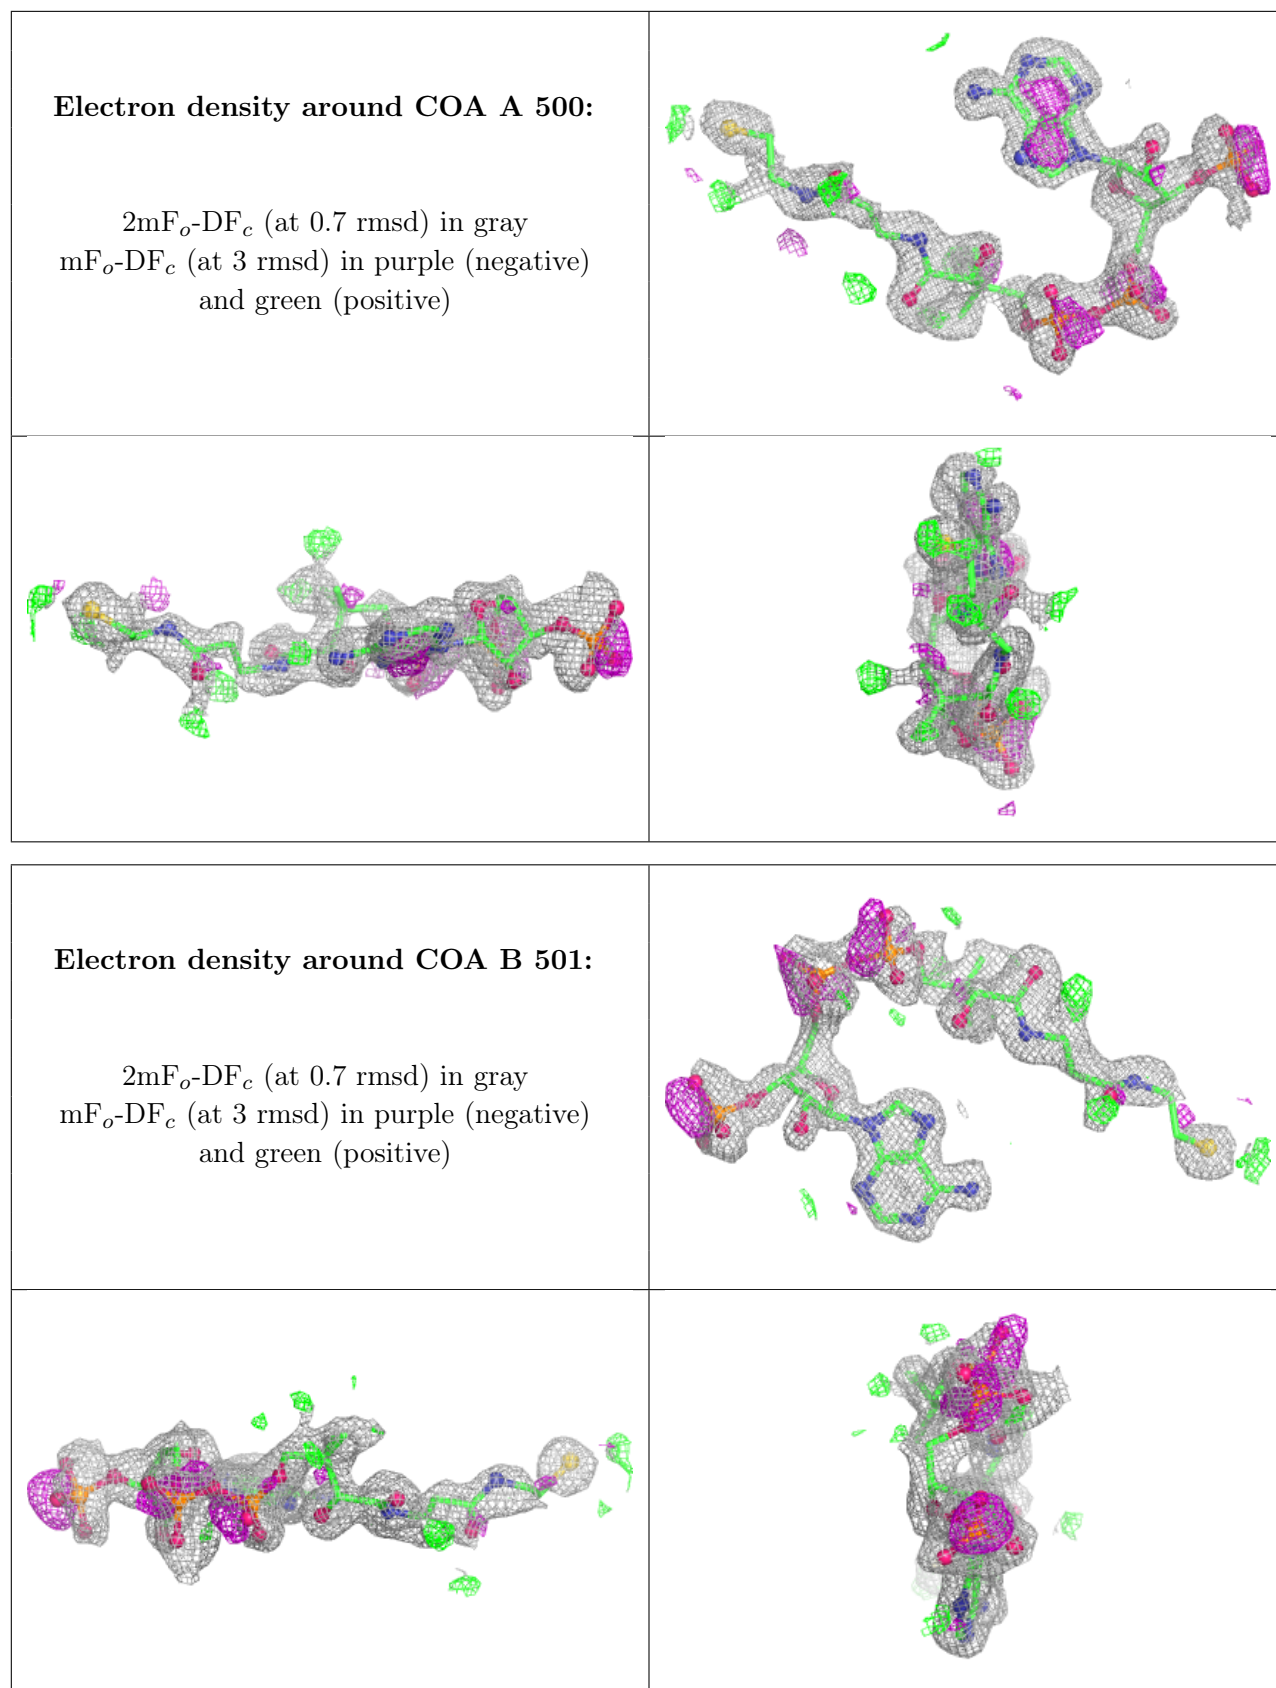 Electron density around COA A 500:
2mFo-DFc (at 0.7 rmsd) in gray
mFo-DFc (at 3 rmsd) in purple (negative)
and green (positive)
Electron density around COA B 501:
2mFo-DFc (at 0.7 rmsd) in gray
mFo-DFc (at 3 rmsd) in purple (negative)
and green (positive)